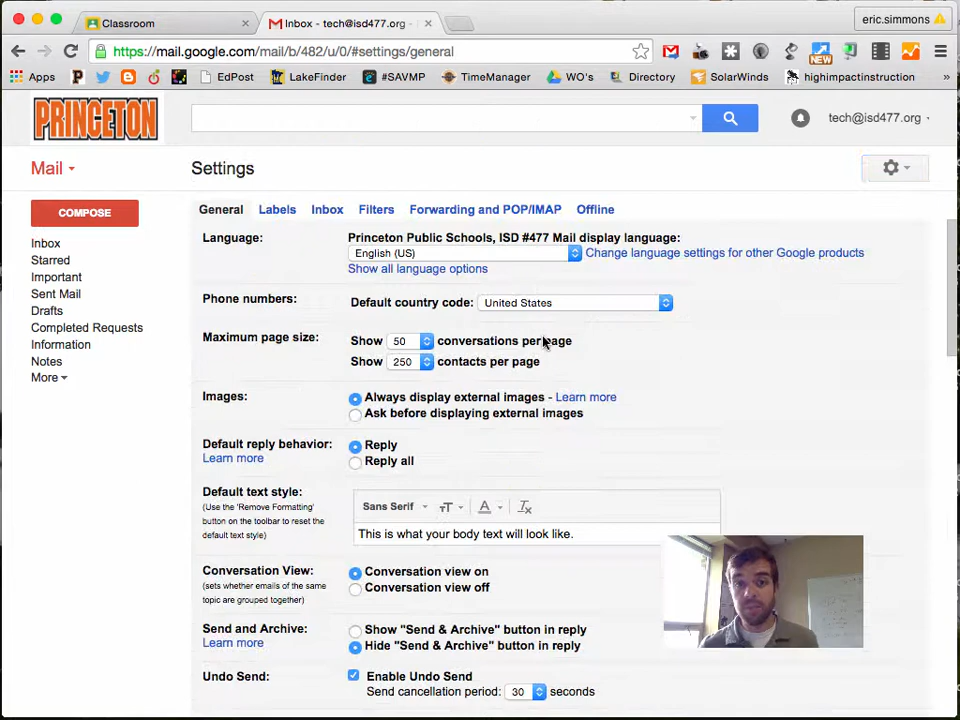 Classroom
Inbox - tech@isd477.org -
eric.simmons
https://mail.google.com/mail/b/482/u/0/#settings/general
NEW
Apps
EdPost
LakeFinder
#SAVMP
TimeManager
WO's
Directory
SolarWinds
highimpactinstruction
»
PRINCETON
tech@isd477.org
Mail
Settings
COMPOSE
General Labels Inbox Filters Forwarding and POP/IMAP Offline
Inbox
Starred
Important
Sent Mail
Drafts
Completed Requests
Information
Notes
More
Language:
Princeton Public Schools, ISD #477 Mail display language:
English (US) Change language settings for other Google products
Show all language options
Phone numbers:
Default country code: United States
Maximum page size:
Show 50 conversations per page
Show 250 contacts per page
Images:
Always display external images - Learn more
Ask before displaying external images
Default reply behavior:
Learn more
Reply
Reply all
Default text style:
(Use the 'Remove Formatting'
button on the toolbar to reset the
default text style)
Sans Serif
This is what your body text will look like.
Conversation View:
(sets whether emails of the same
topic are grouped together)
Conversation view on
Conversation view off
Send and Archive:
Learn more
Show "Send & Archive" button in reply
Hide "Send & Archive" button in reply
Undo Send:
Enable Undo Send
Send cancellation period: 30 seconds